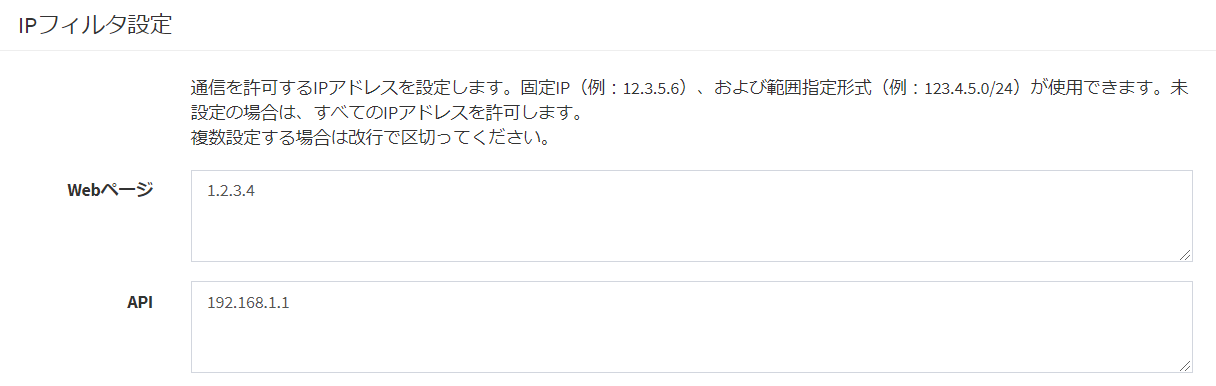 IPフィルタ設定
通信を許可するIPアドレスを設定します。固定IP（例：12.3.5.6）、および範囲指定形式（例：123.4.5.0/24）が使用できます。未
設定の場合は、すべてのIPアドレスを許可します。
複数設定する場合は改行で区切ってください。
Webページ
1.2.3.4
API
192.168.1.1